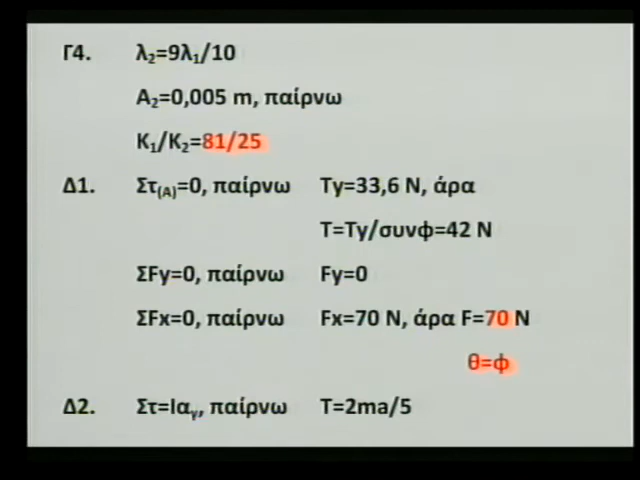 Γ4. λ₂=9λ₁/10
A₂=0,005 m, παίρνω
K₁/K₂=81/25
Δ1. Στ(A)=0, παίρνω Ty=33,6 N, άρα
T=Ty/συνφ=42 N
ΣFy=0, παίρνω Fy=0
ΣFx=0, παίρνω Fx=70 N, άρα F=70 N
θ=φ
Δ2. Στ=Iαγ, παίρνω T=2ma/5